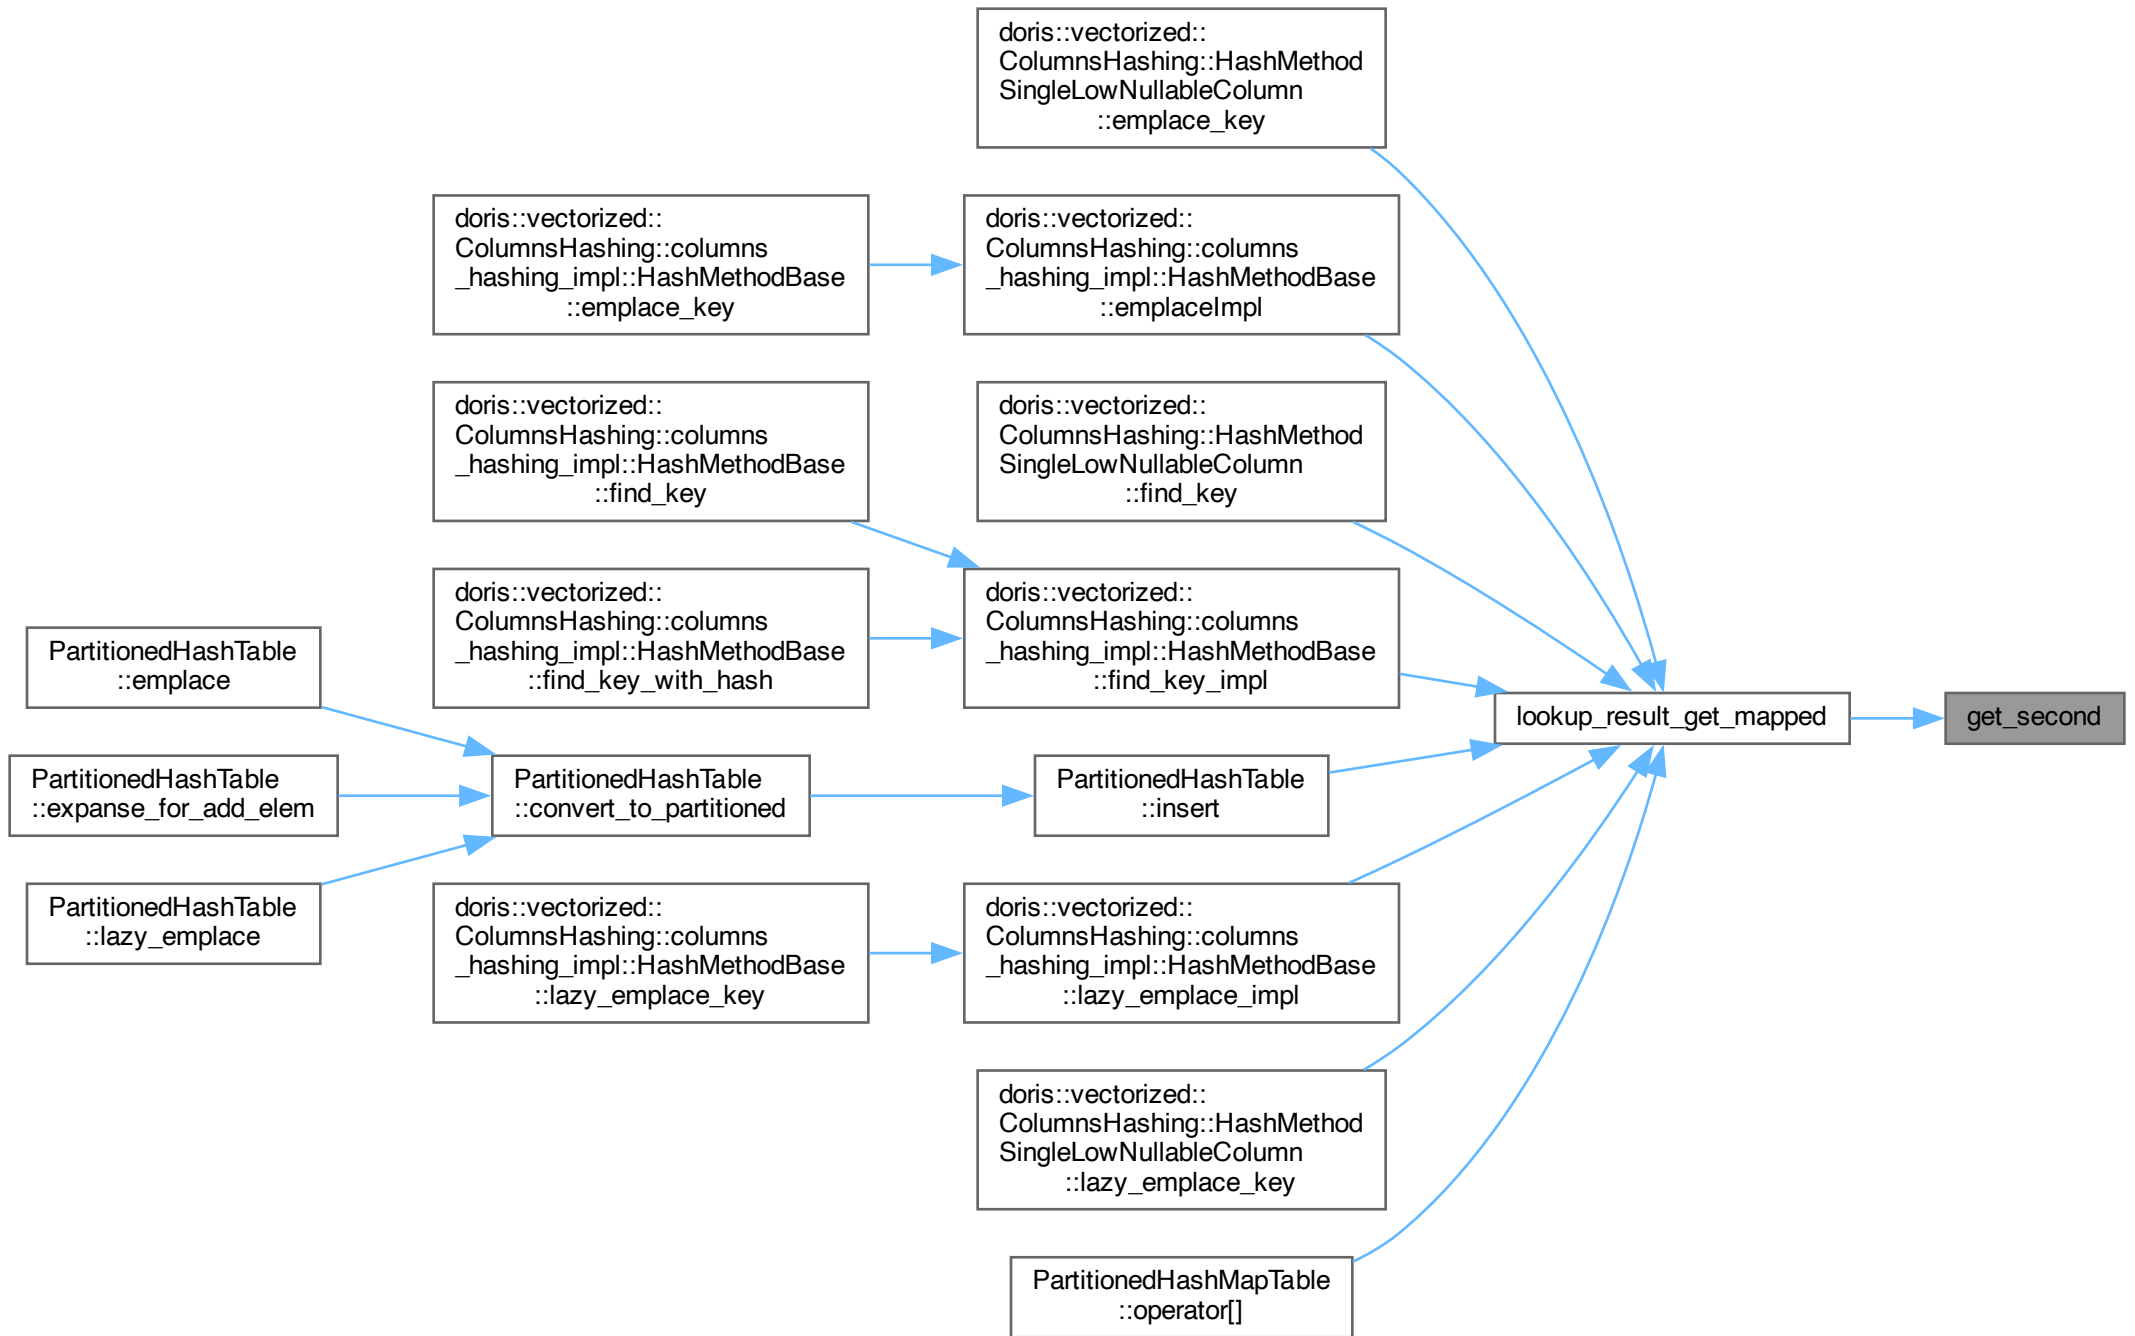 doris::vectorized::
ColumnsHashing::HashMethod
SingleLowNullableColumn
::emplace_key
doris::vectorized::
ColumnsHashing::columns
_hashing_impl::HashMethodBase
::emplace_key
doris::vectorized::
ColumnsHashing::columns
_hashing_impl::HashMethodBase
::emplaceImpl
doris::vectorized::
ColumnsHashing::columns
_hashing_impl::HashMethodBase
::find_key
doris::vectorized::
ColumnsHashing::HashMethod
SingleLowNullableColumn
::find_key
doris::vectorized::
ColumnsHashing::columns
_hashing_impl::HashMethodBase
::find_key_with_hash
doris::vectorized::
ColumnsHashing::columns
_hashing_impl::HashMethodBase
::find_key_impl
PartitionedHashTable
::emplace
lookup_result_get_mapped
get_second
PartitionedHashTable
::expanse_for_add_elem
PartitionedHashTable
::convert_to_partitioned
PartitionedHashTable
::insert
PartitionedHashTable
::lazy_emplace
doris::vectorized::
ColumnsHashing::columns
_hashing_impl::HashMethodBase
::lazy_emplace_key
doris::vectorized::
ColumnsHashing::columns
_hashing_impl::HashMethodBase
::lazy_emplace_impl
doris::vectorized::
ColumnsHashing::HashMethod
SingleLowNullableColumn
::lazy_emplace_key
PartitionedHashMapTable
::operator[]